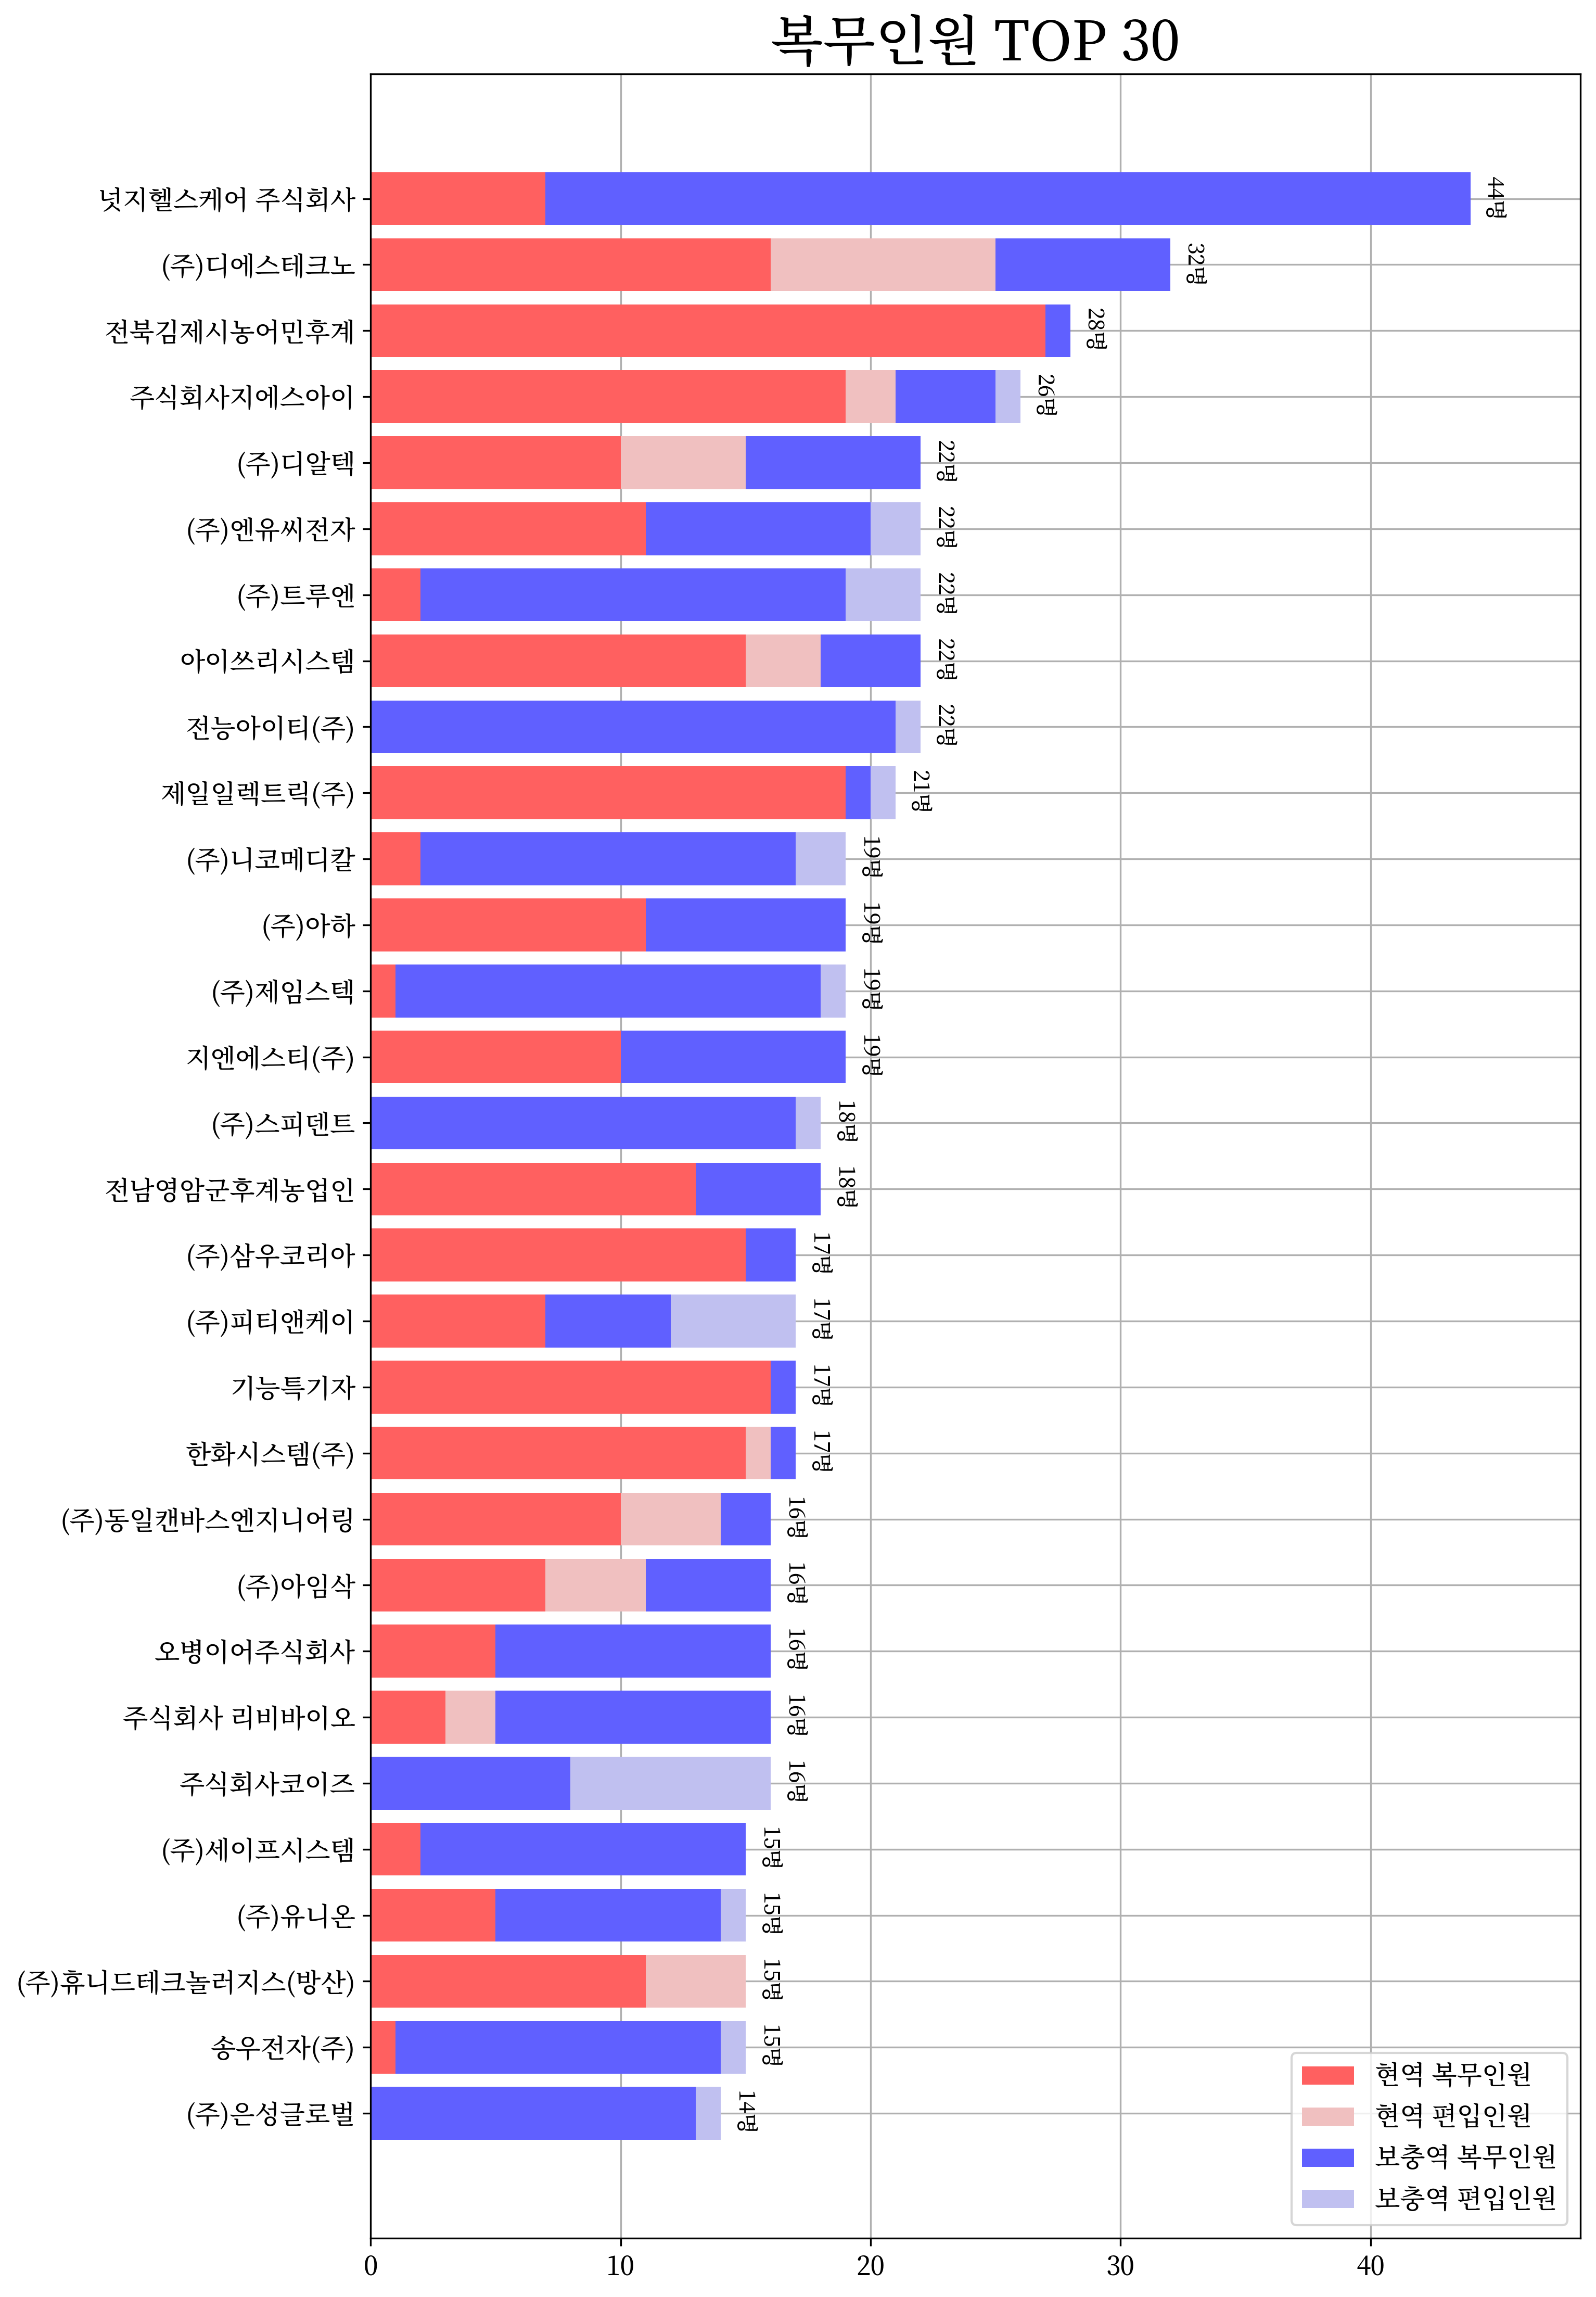 복무인원 TOP 30
넛지헬스케어 주식회사 44명
(주)디에스테크노 32명
전북김제시농어민후계 28명
주식회사지에스아이 26명
(주)디알텍 22명
(주)엔유씨전자 22명
(주)트루엔 22명
아이쓰리시스템 22명
전능아이티(주) 22명
제일일렉트릭(주) 21명
(주)니코메디칼 19명
(주)아하 19명
(주)제임스텍 19명
지엔에스티(주) 19명
(주)스피덴트 18명
전남영암군후계농업인 18명
(주)삼우코리아 17명
(주)피티앤케이 17명
기능특기자 17명
한화시스템(주) 17명
(주)동일캔바스엔지니어링 16명
(주)아임삭 16명
오병이어주식회사 16명
주식회사 리비바이오 16명
주식회사코이즈 16명
(주)세이프시스템 15명
(주)유니온 15명
(주)휴니드테크놀러지스(방산) 15명
송우전자(주) 15명
(주)은성글로벌 14명
현역 복무인원
현역 편입인원
보충역 복무인원
보충역 편입인원
0 10 20 30 40